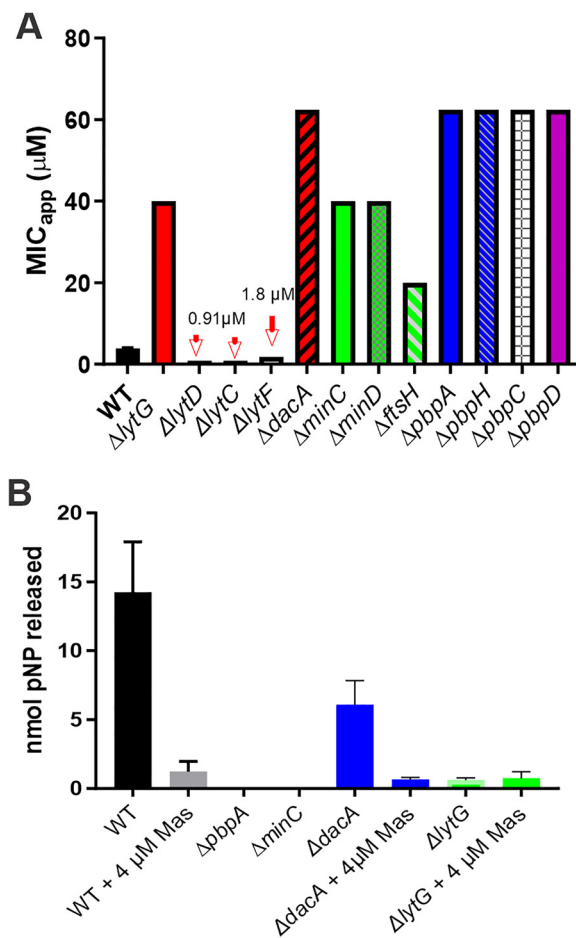 A
80
60
40
20
0
MICapp (µM)
0.91µM
1.8 µM
WT
ΔlytG
ΔlytD
ΔlytC
ΔlytF
ΔdacA
ΔminC
ΔminD
ΔftsH
ΔpbpA
ΔpbpH
ΔpbpC
ΔpbpD
B
20
15
10
5
0
nmol pNP released
WT
WT + 4 µM Mas
ΔpbpA
ΔminC
ΔdacA
ΔdacA + 4µM Mas
ΔlytG
ΔlytG + 4 µM Mas